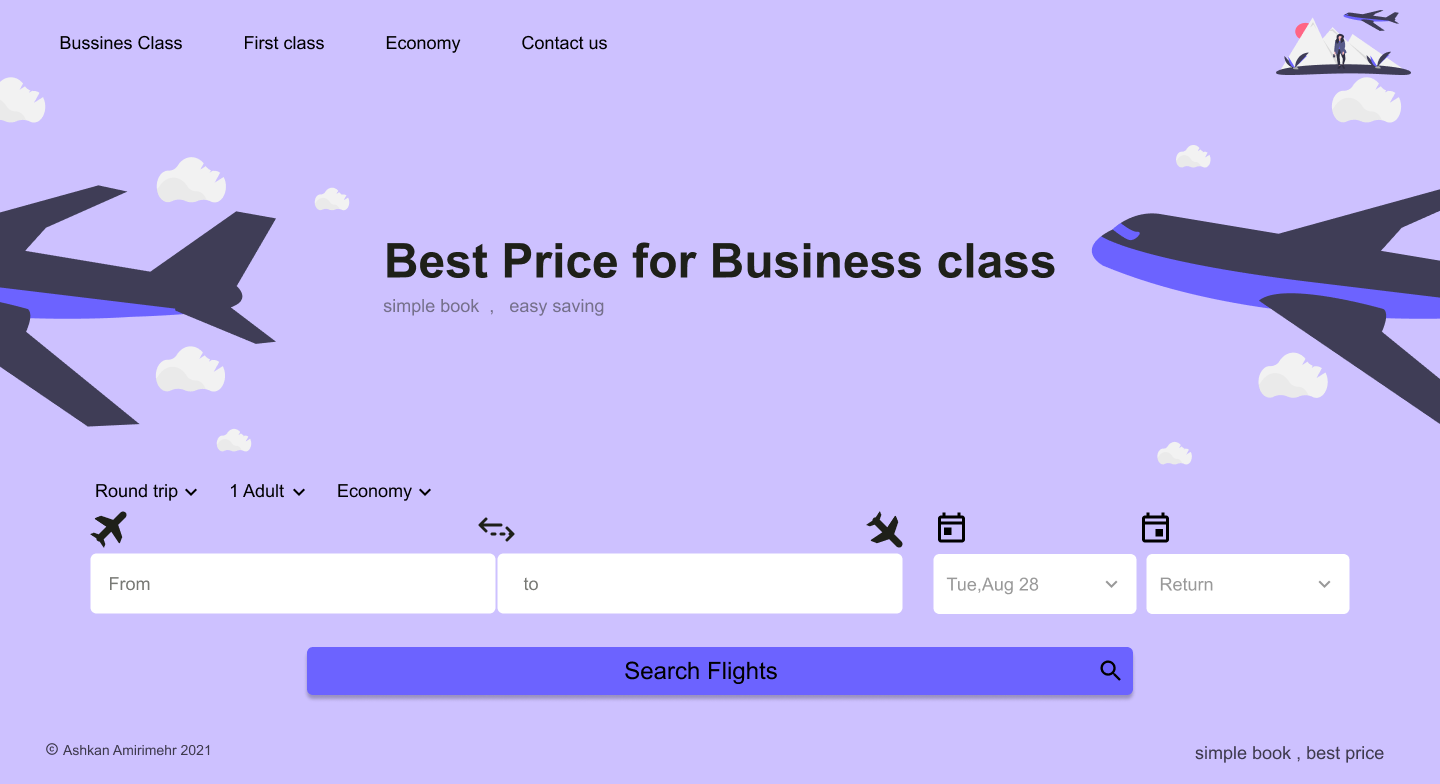 Bussines Class First class Economy Contact us
Best Price for Business class
simple book , easy saving
Round trip 1 Adult Economy
From to Tue,Aug 28 Return
Search Flights
© Ashkan Amirimehr 2021
simple book , best price